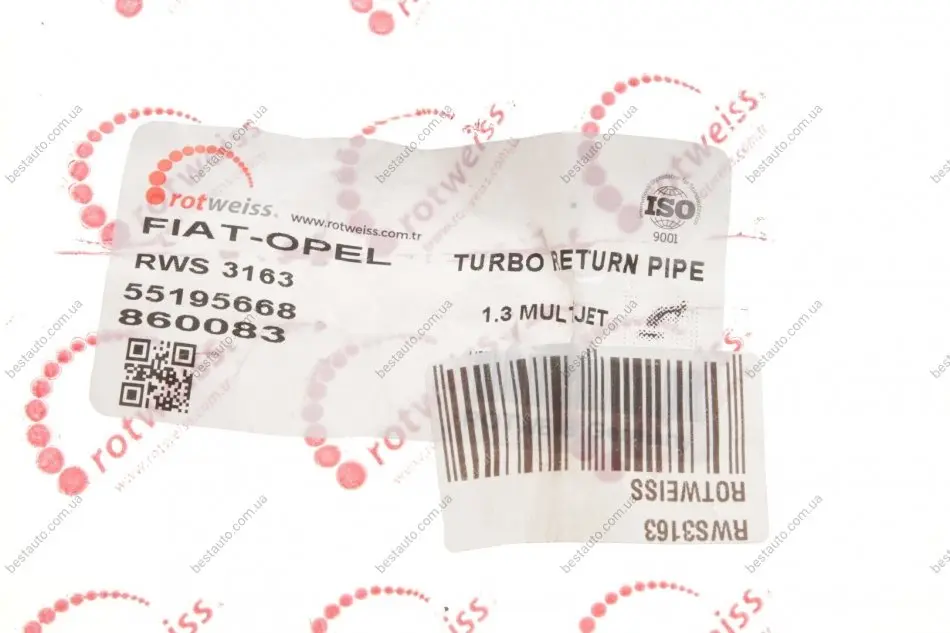 rotweiss.
www.rotweiss.com.tr
FIAT-OPEL
RWS 3163
55195668
860083
ISO
9001
TURBO RETURN PIPE
1.3 MULTJET
ROTWEISS
RWS3163
rotweiss
bestauto.com.ua